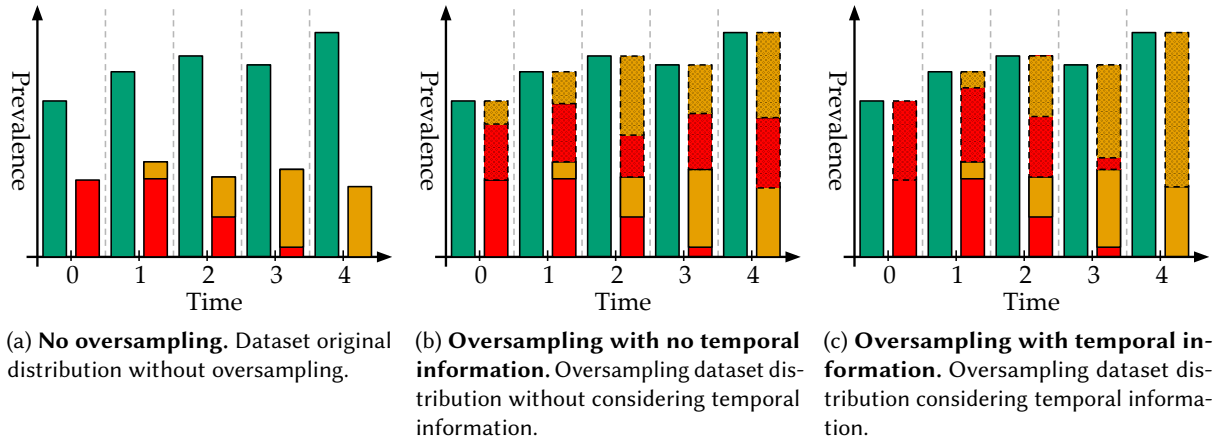 Prevalence
0 1 2 3 4
Time
(a) No oversampling. Dataset original
distribution without oversampling.
Prevalence
0 1 2 3 4
Time
(b) Oversampling with no temporal
information. Oversampling dataset dis-
tribution without considering temporal
information.
Prevalence
0 1 2 3 4
Time
(c) Oversampling with temporal in-
formation. Oversampling dataset dis-
tribution considering temporal informa-
tion.